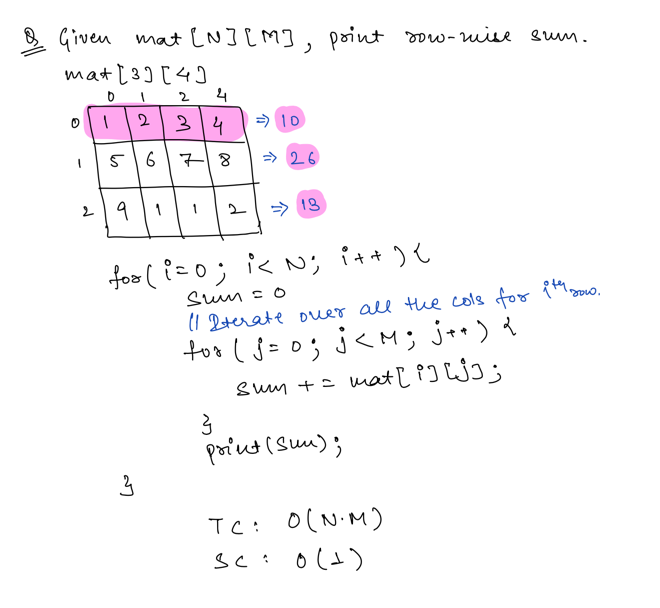 Q Given mat[N][M], print row-wise sum.
mat[3][4]
0 1 2 4
0 1 2 3 4 => 10
1 5 6 7 8 => 26
2 9 1 1 2 => 13
for(i=0; i<N; i++){
sum=0
// Iterate over all the cols for ith row.
for(j=0; j<M; j++){
sum += mat[i][j];
}
print(sum);
}
TC: O(N.M)
SC: O(1)